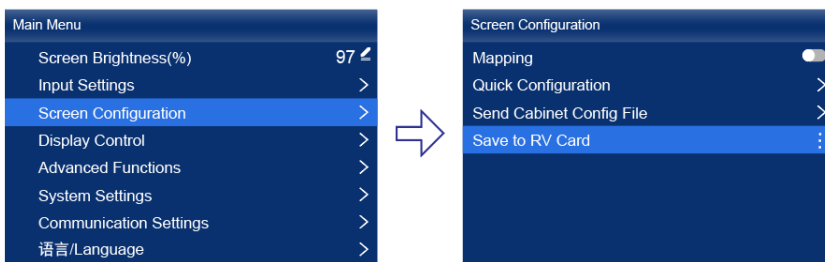 Main Menu
Screen Brightness(%) 97
Input Settings
Screen Configuration
Display Control
Advanced Functions
System Settings
Communication Settings
语言/Language
Screen Configuration
Mapping
Quick Configuration
Send Cabinet Config File
Save to RV Card